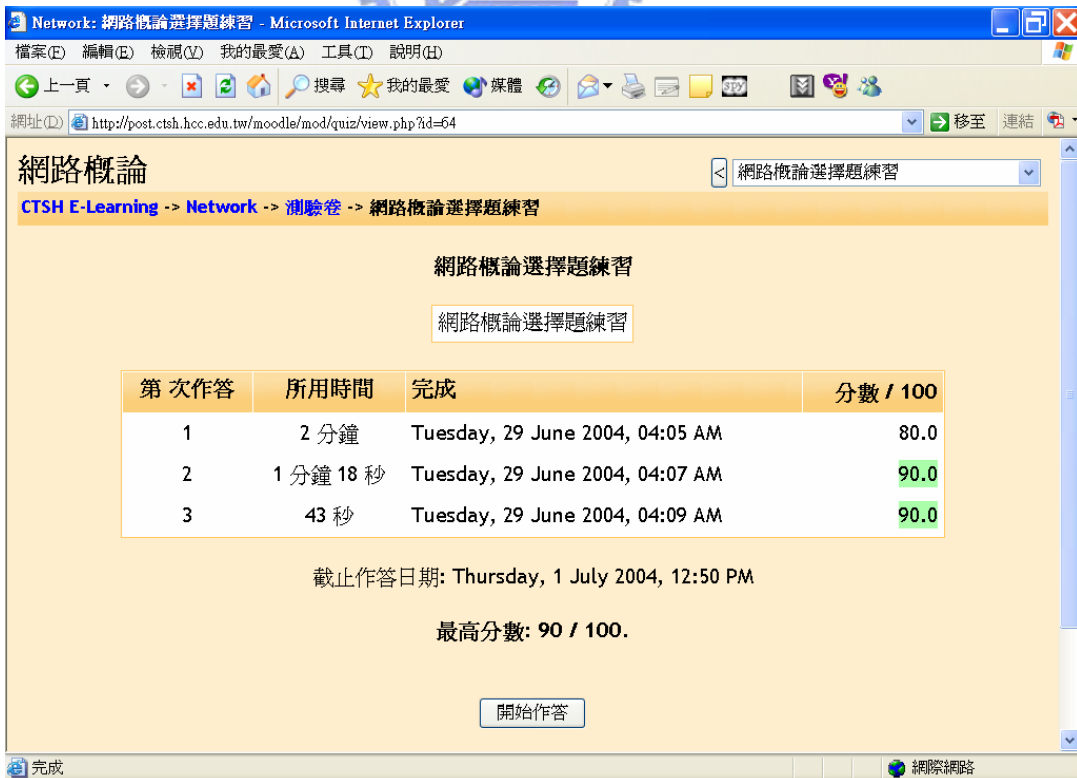 Network: 網路概論選擇題練習 - Microsoft Internet Explorer
檔案(F) 編輯(E) 檢視(V) 我的最愛(A) 工具(T) 說明(H)
上一頁 搜尋 我的最愛 媒體
網址(D) http://post.ctsh.hcc.edu.tw/moodle/mod/quiz/view.php?id=64 移至 連結
網路概論 < 網路概論選擇題練習
CTSH E-Learning -> Network -> 測驗卷 -> 網路概論選擇題練習
網路概論選擇題練習
網路概論選擇題練習
第 次作答 所用時間 完成 分數 / 100
1 2 分鐘 Tuesday, 29 June 2004, 04:05 AM 80.0
2 1 分鐘 18 秒 Tuesday, 29 June 2004, 04:07 AM 90.0
3 43 秒 Tuesday, 29 June 2004, 04:09 AM 90.0
截止作答日期: Thursday, 1 July 2004, 12:50 PM
最高分數: 90 / 100.
開始作答
完成 網際網路